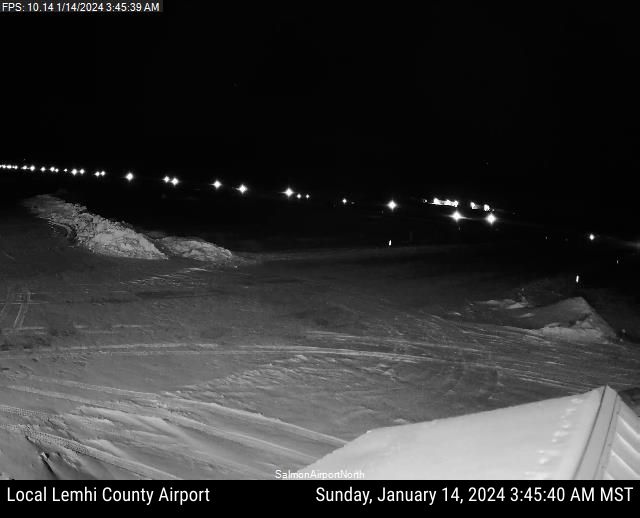 FPS: 10.14 1/14/2024 3:45:39 AM
SalmonAirportNorth
Local Lemhi County Airport Sunday, January 14, 2024 3:45:40 AM MST